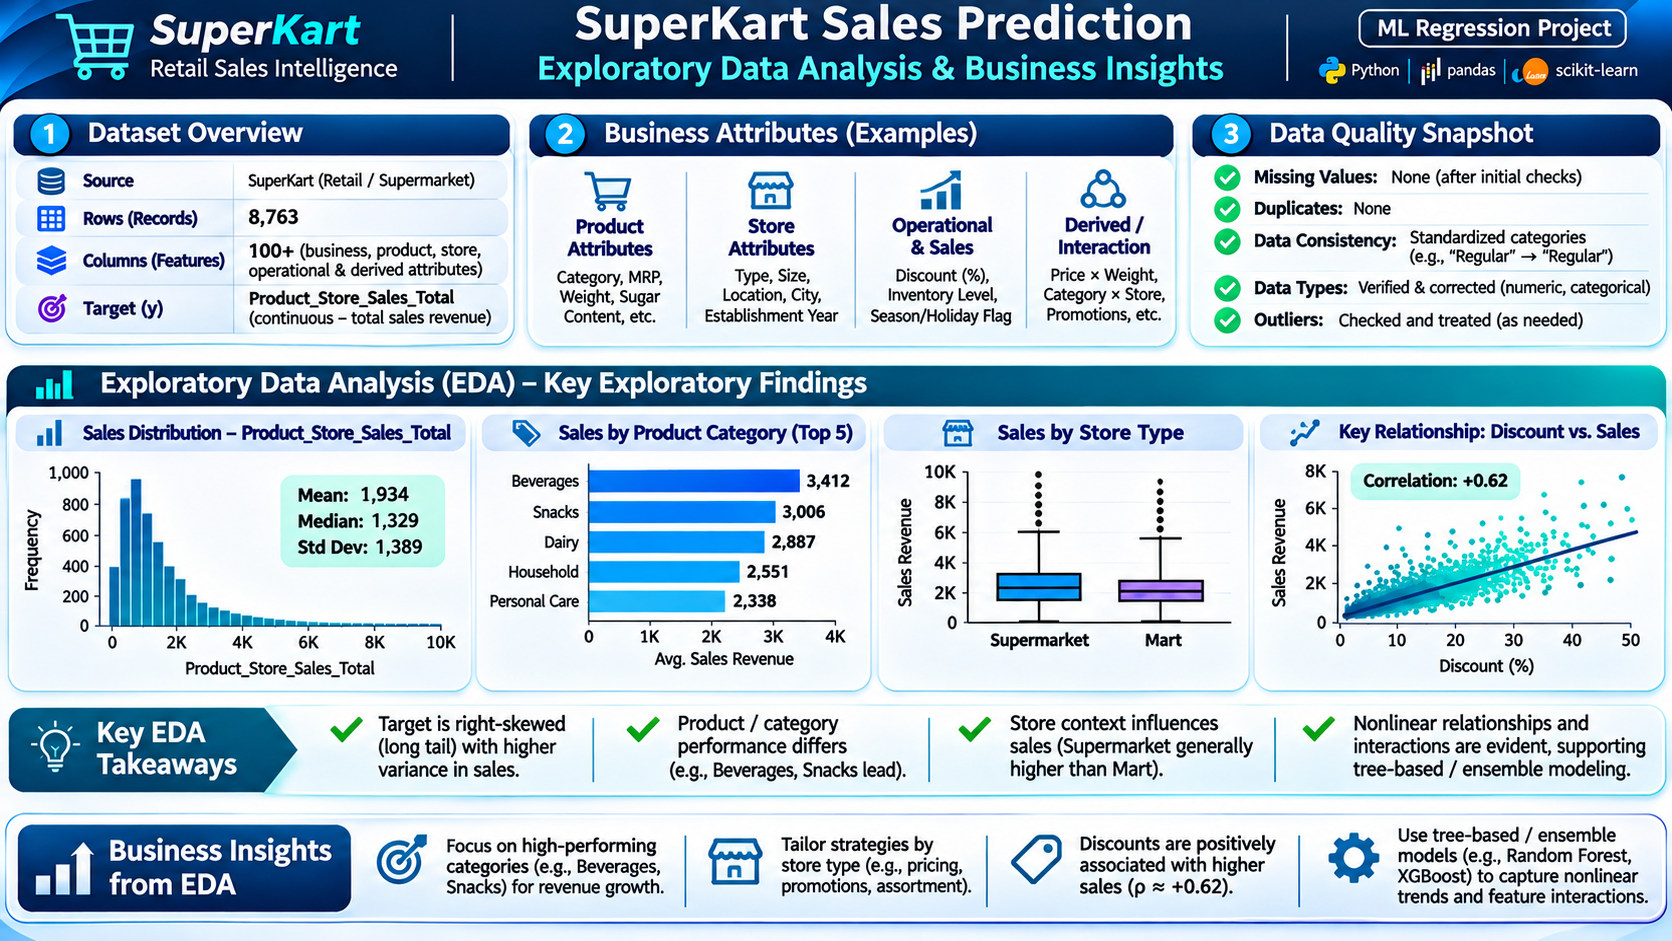 SuperKart
Retail Sales Intelligence
SuperKart Sales Prediction
Exploratory Data Analysis & Business Insights
ML Regression Project
Python
pandas
learn
scikit-learn
1
Dataset Overview
Source
SuperKart (Retail / Supermarket)
Rows (Records)
8,763
Columns (Features)
100+ (business, product, store,
operational & derived attributes)
Target (y)
Product_Store_Sales_Total
(continuous – total sales revenue)
2
Business Attributes (Examples)
Product
Attributes
Category, MRP,
Weight, Sugar
Content, etc.
Store
Attributes
Type, Size,
Location, City,
Establishment Year
Operational
& Sales
Discount (%),
Inventory Level,
Season/Holiday Flag
Derived /
Interaction
Price × Weight,
Category × Store,
Promotions, etc.
3
Data Quality Snapshot
Missing Values: None (after initial checks)
Duplicates: None
Data Consistency: Standardized categories
(e.g., “Regular” → “Regular”)
Data Types: Verified & corrected (numeric, categorical)
Outliers: Checked and treated (as needed)
Exploratory Data Analysis (EDA) – Key Exploratory Findings
Sales Distribution – Product_Store_Sales_Total
Frequency
1,000
800
600
400
200
0
0 2K 4K 6K 8K 10K
Product_Store_Sales_Total
Mean: 1,934
Median: 1,329
Std Dev: 1,389
Sales by Product Category (Top 5)
Beverages 3,412
Snacks 3,006
Dairy 2,887
Household 2,551
Personal Care 2,338
0 1K 2K 3K 4K
Avg. Sales Revenue
Sales by Store Type
Sales Revenue
10K
8K
6K
4K
2K
0
Supermarket Mart
Key Relationship: Discount vs. Sales
Correlation: +0.62
Sales Revenue
8K
6K
4K
2K
0
0 10 20 30 40 50
Discount (%)
Key EDA
Takeaways
Target is right-skewed
(long tail) with higher
variance in sales.
Product / category
performance differs
(e.g., Beverages, Snacks lead).
Store context influences
sales (Supermarket generally
higher than Mart).
Nonlinear relationships and
interactions are evident, supporting
tree-based / ensemble modeling.
Business Insights
from EDA
Focus on high-performing
categories (e.g., Beverages,
Snacks) for revenue growth.
Tailor strategies by
store type (e.g., pricing,
promotions, assortment).
Discounts are positively
associated with higher
sales (ρ ≈ +0.62).
Use tree-based / ensemble
models (e.g., Random Forest,
XGBoost) to capture nonlinear
trends and feature interactions.